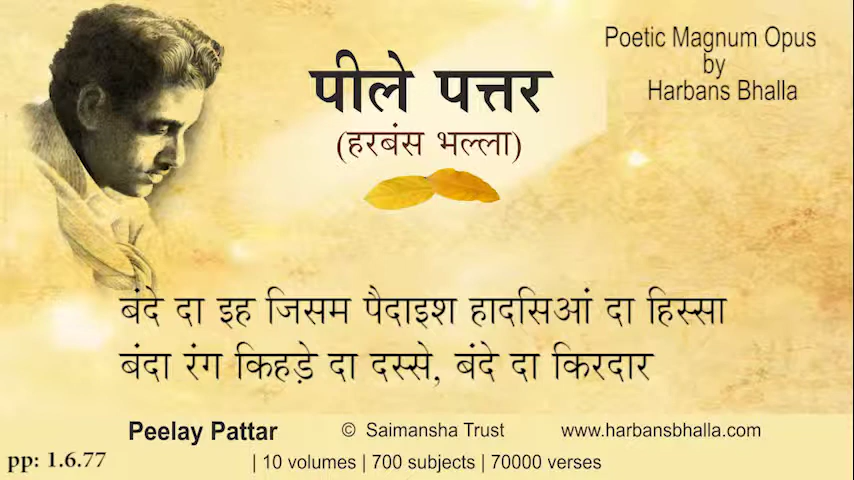 Poetic Magnum Opus
by
Harbans Bhalla
पीले पत्तर
(हरबंस भल्ला)
बंदे दा इह जिसम पैदाइश हादसिआं दा हिस्सा
बंदा रंग किहड़े दा दस्से, बंदे दा किरदार
Peelay Pattar © Saimansha Trust www.harbansbhalla.com
pp: 1.6.77 | 10 volumes | 700 subjects | 70000 verses